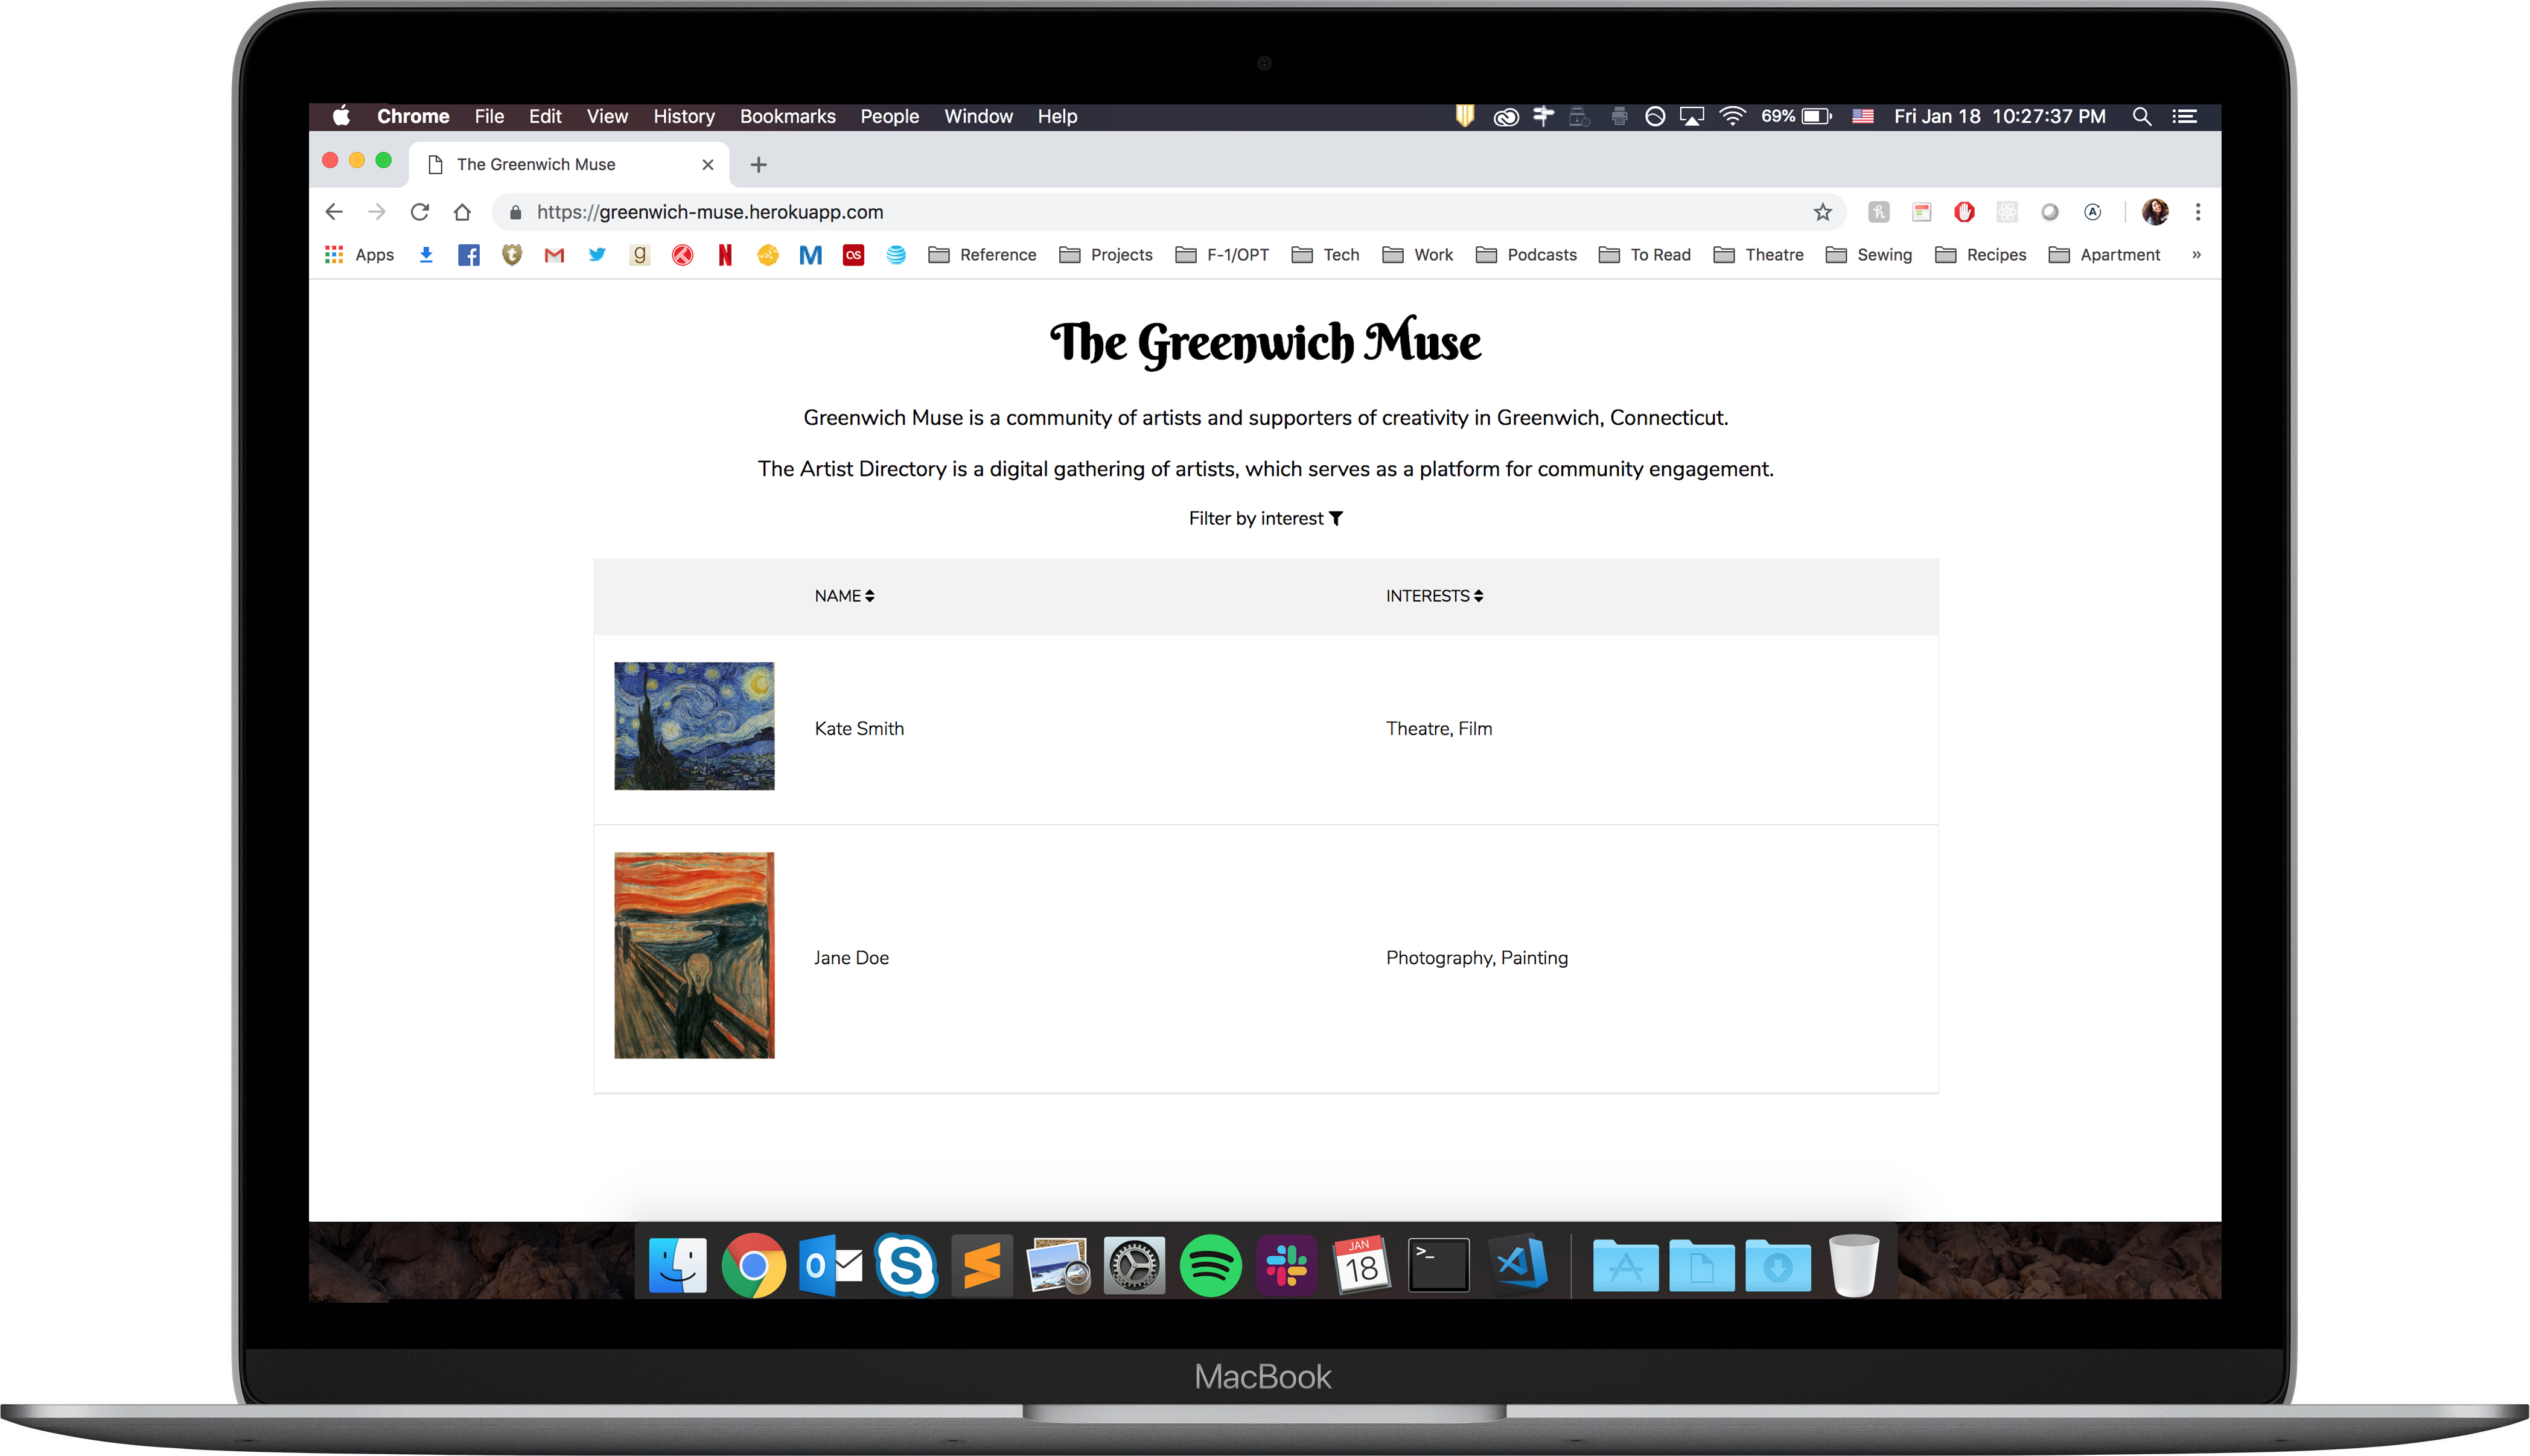 Chrome File Edit View History Bookmarks People Window Help 69% Fri Jan 18 10:27:37 PM
The Greenwich Muse
https://greenwich-muse.herokuapp.com
Apps Reference Projects F-1/OPT Tech Work Podcasts To Read Theatre Sewing Recipes Apartment »
The Greenwich Muse
Greenwich Muse is a community of artists and supporters of creativity in Greenwich, Connecticut.
The Artist Directory is a digital gathering of artists, which serves as a platform for community engagement.
Filter by interest
NAME INTERESTS
Kate Smith Theatre, Film
Jane Doe Photography, Painting
JAN
18
MacBook